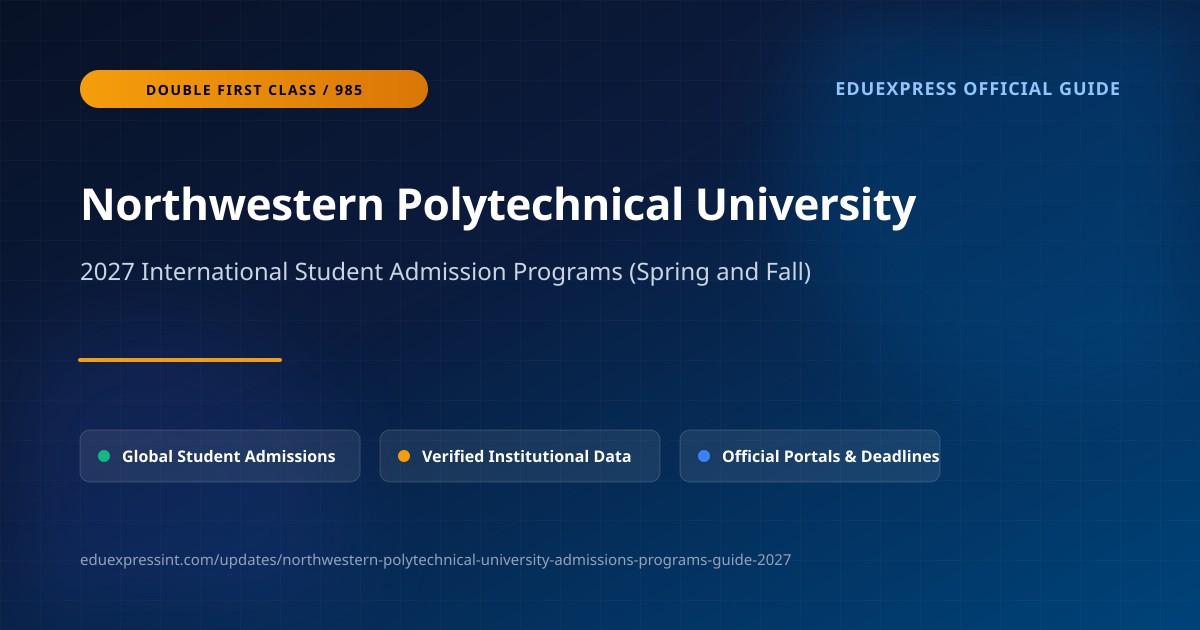 DOUBLE FIRST CLASS / 985
EDUEXPRESS OFFICIAL GUIDE
Northwestern Polytechnical University
2027 International Student Admission Programs (Spring and Fall)
Global Student Admissions
Verified Institutional Data
Official Portals & Deadlines
eduexpressint.com/updates/northwestern-polytechnical-university-admissions-programs-guide-2027